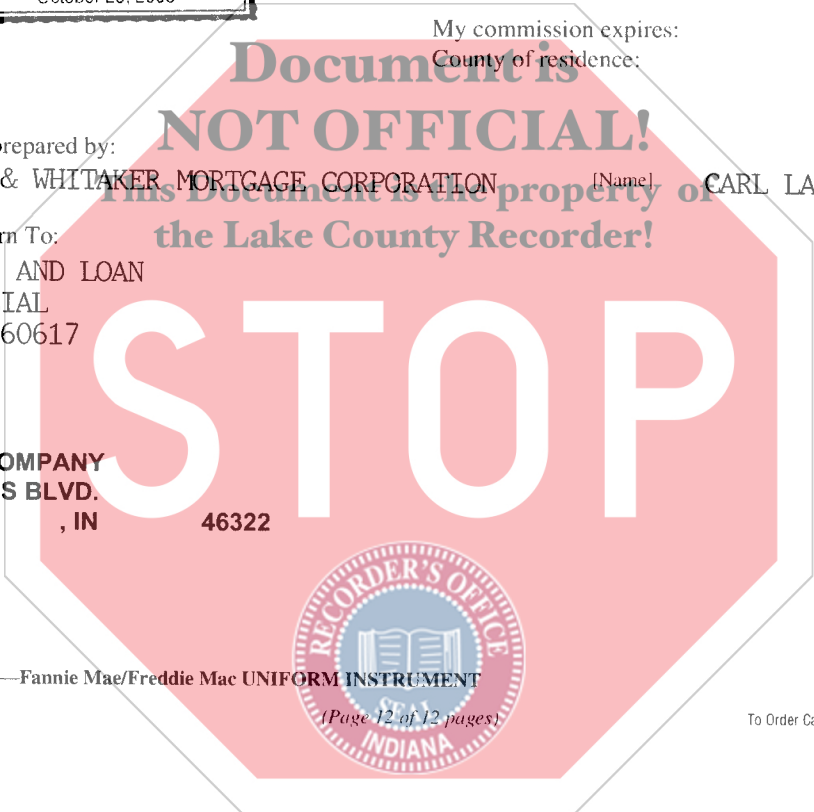 My commission expires:
Document is
County of residence:
NOT OFFICIAL!
repared by:
& WHITAKER MORTGAGE CORPORATION [Name] CARL LA
This Document is the property of
rn To:
the Lake County Recorder!
AND LOAN
IAL
60617
STOP
OMPANY
S BLVD.
, IN 46322
RECORDER'S OFFICE
—Fannie Mae/Freddie Mac UNIFORM INSTRUMENT
SEAL
(Page 12 of 12 pages)
To Order Ca
INDIANA